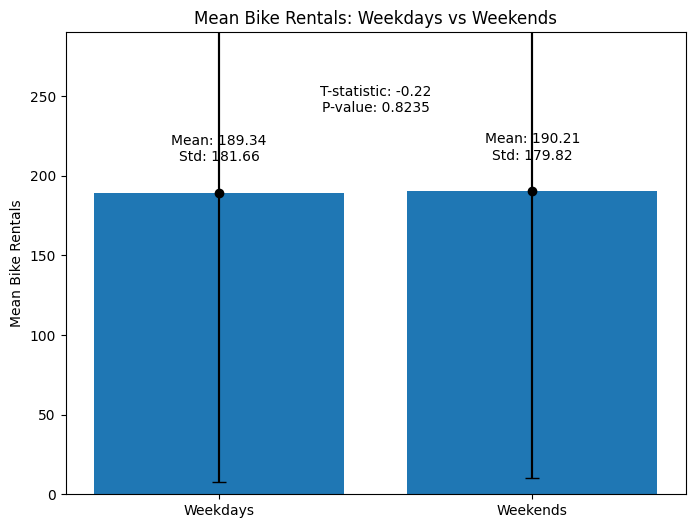 Mean Bike Rentals: Weekdays vs Weekends
T-statistic: -0.22
P-value: 0.8235
Mean: 189.34
Std: 181.66
Mean: 190.21
Std: 179.82
Mean Bike Rentals
250
200
150
100
50
0
Weekdays
Weekends